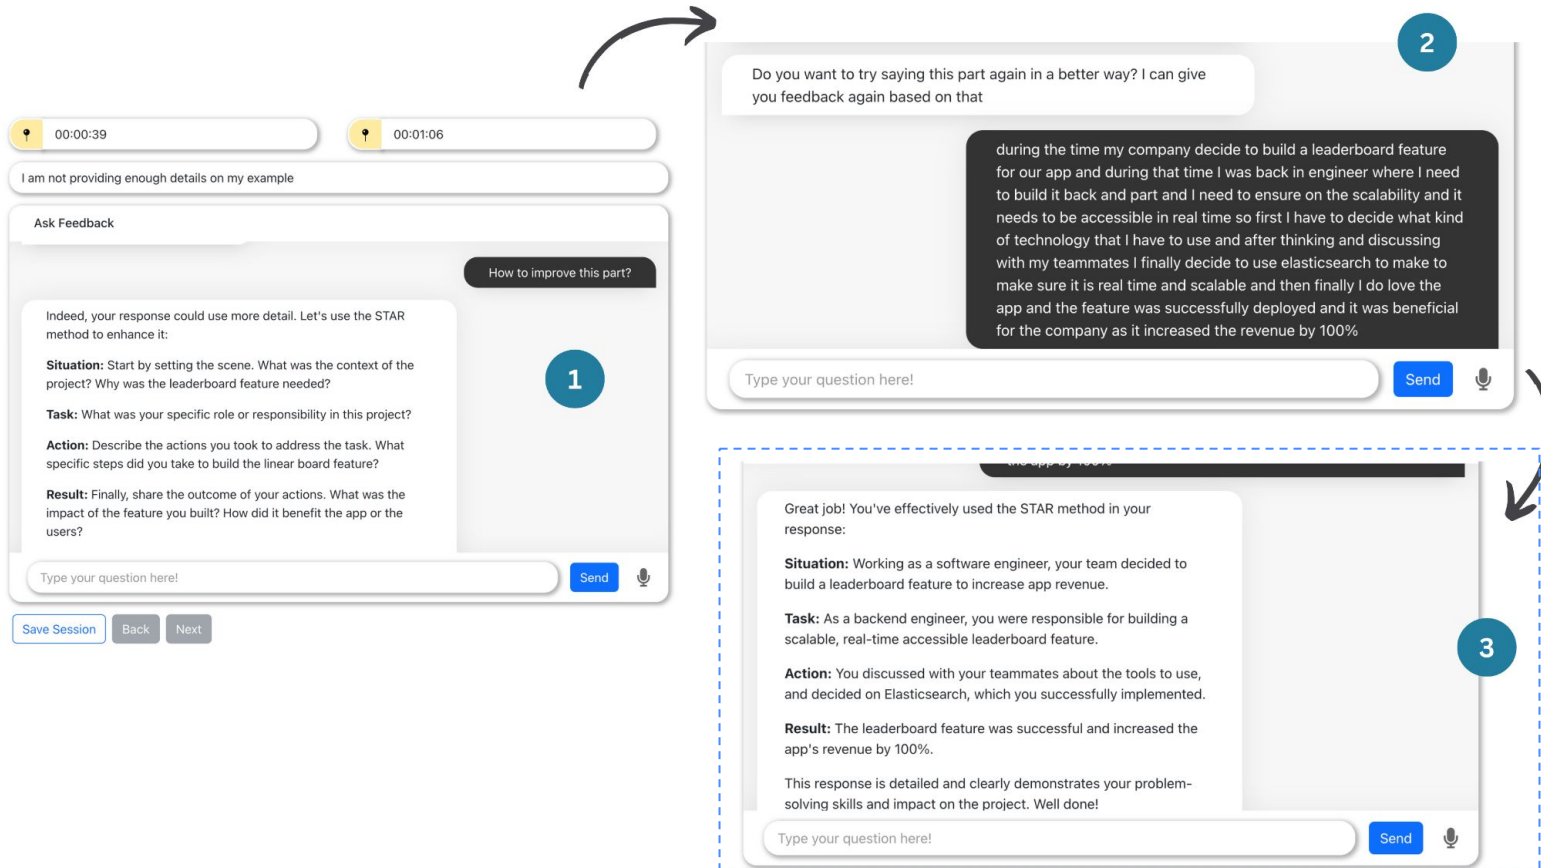 00:00:39
00:01:06
I am not providing enough details on my example
Ask Feedback
How to improve this part?
Indeed, your response could use more detail. Let's use the STAR
method to enhance it:
Situation: Start by setting the scene. What was the context of the
project? Why was the leaderboard feature needed?
Task: What was your specific role or responsibility in this project?
Action: Describe the actions you took to address the task. What
specific steps did you take to build the linear board feature?
Result: Finally, share the outcome of your actions. What was the
impact of the feature you built? How did it benefit the app or the
users?
1
Type your question here!
Send
Save Session
Back
Next
2
Do you want to try saying this part again in a better way? I can give
you feedback again based on that
during the time my company decide to build a leaderboard feature
for our app and during that time I was back in engineer where I need
to build it back and part and I need to ensure on the scalability and it
needs to be accessible in real time so first I have to decide what kind
of technology that I have to use and after thinking and discussing
with my teammates I finally decide to use elasticsearch to make to
make sure it is real time and scalable and then finally I do love the
app and the feature was successfully deployed and it was beneficial
for the company as it increased the revenue by 100%
Type your question here!
Send
the app by 100%
Great job! You've effectively used the STAR method in your
response:
Situation: Working as a software engineer, your team decided to
build a leaderboard feature to increase app revenue.
Task: As a backend engineer, you were responsible for building a
scalable, real-time accessible leaderboard feature.
Action: You discussed with your teammates about the tools to use,
and decided on Elasticsearch, which you successfully implemented.
Result: The leaderboard feature was successful and increased the
app's revenue by 100%.
This response is detailed and clearly demonstrates your problem-
solving skills and impact on the project. Well done!
3
Type your question here!
Send